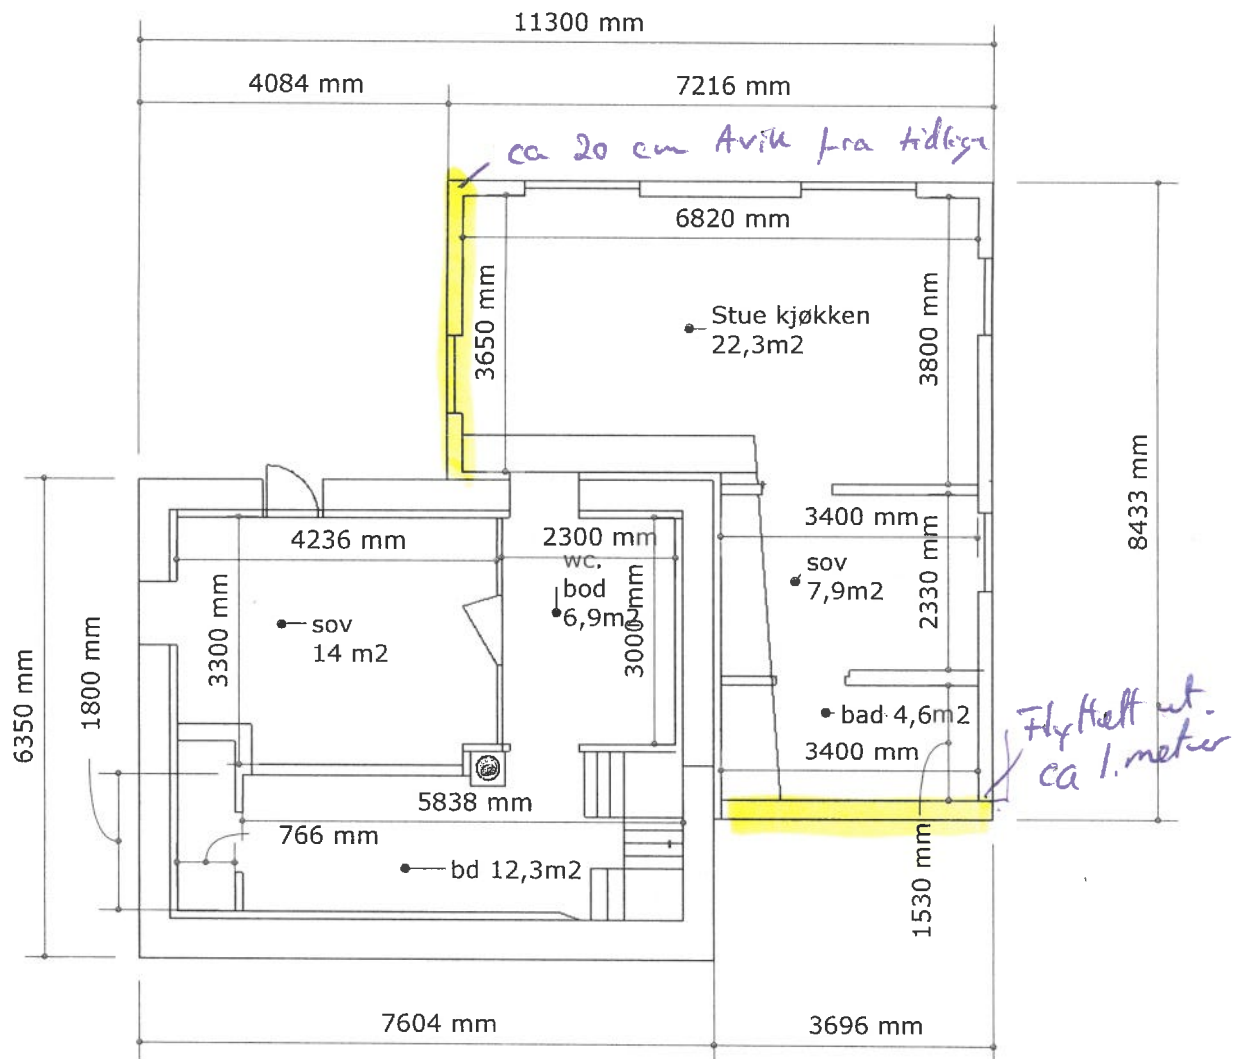 11300 mm
4084 mm
7216 mm
ca 20 cm Avik fra tidlige
6820 mm
3650 mm
Stue kjøkken
22,3m2
3800 mm
8433 mm
3400 mm
4236 mm
2300 mm
wc.
bod
6,9m2
sov
7,9m2
2330 mm
3300 mm
sov
14 m2
3000 mm
6350 mm
1800 mm
bad 4,6m2
3400 mm
Flyttett ut.
ca 1. meter
5838 mm
766 mm
bd 12,3m2
1530 mm
7604 mm
3696 mm